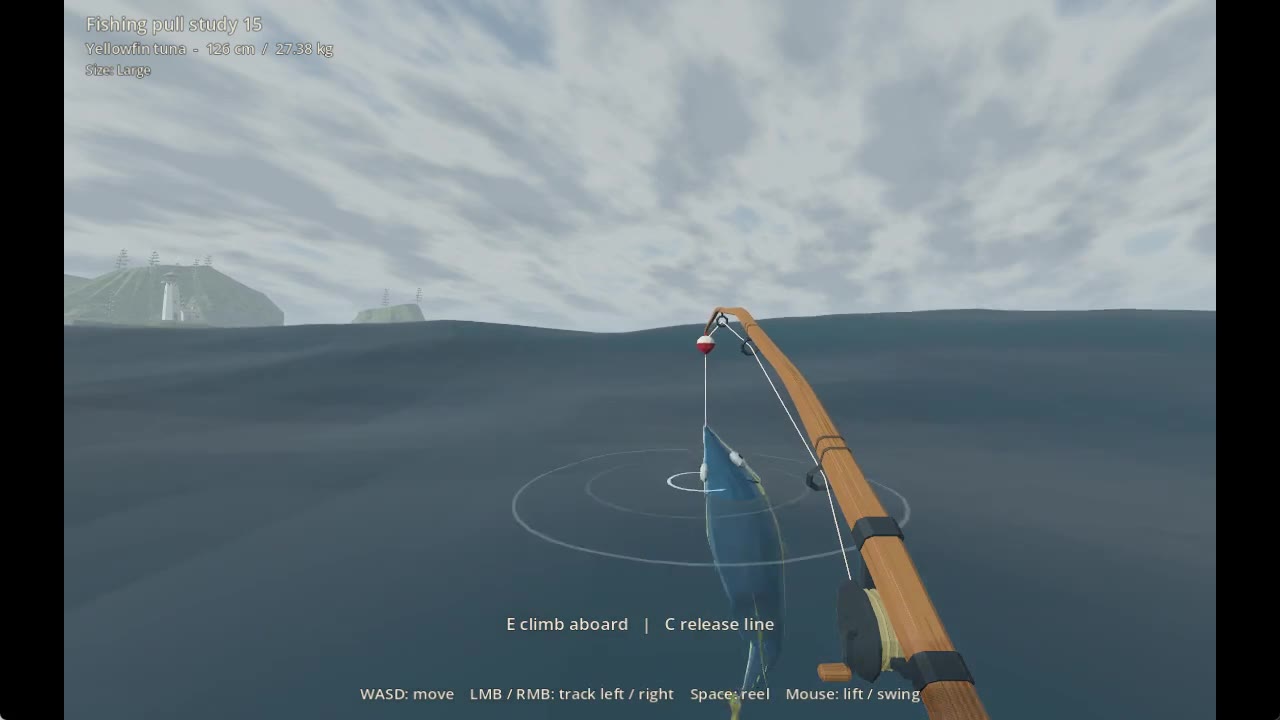 Fishing pull study 15
Yellowfin tuna - 126 cm / 27.38 kg
Size: Large
E climb aboard | C release line
WASD: move LMB / RMB: track left / right Space: reel Mouse: lift / swing